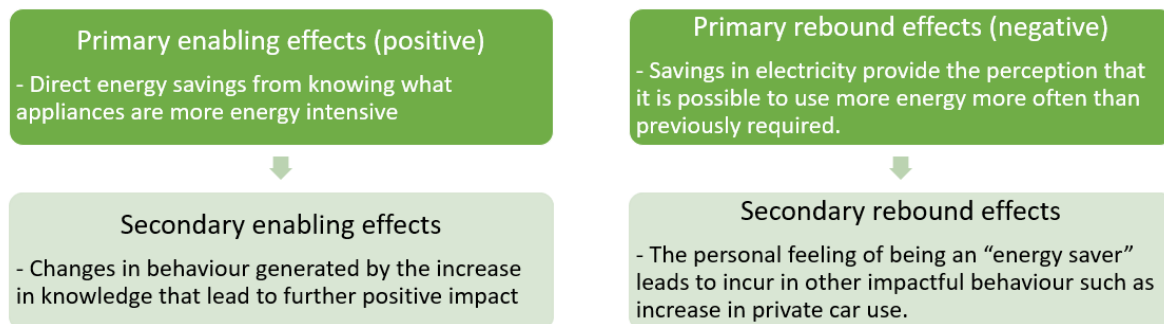 Primary enabling effects (positive)
- Direct energy savings from knowing what
appliances are more energy intensive
Secondary enabling effects
- Changes in behaviour generated by the increase
in knowledge that lead to further positive impact
Primary rebound effects (negative)
- Savings in electricity provide the perception that
it is possible to use more energy more often than
previously required.
Secondary rebound effects
- The personal feeling of being an “energy saver”
leads to incur in other impactful behaviour such as
increase in private car use.